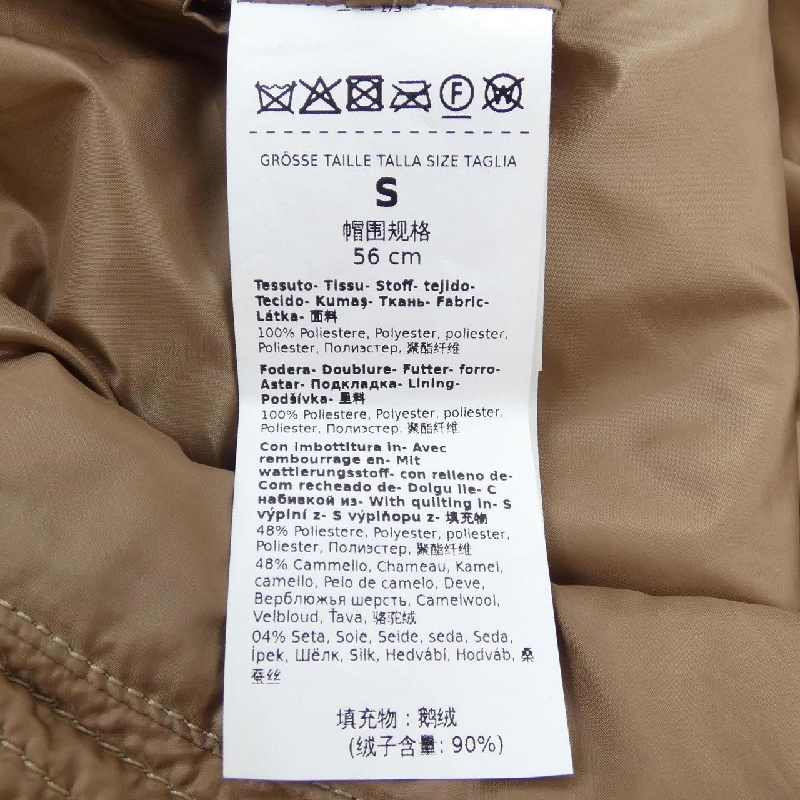 1/3
GRÖSSE TAILLE TALLA SIZE TAGLIA
S
帽围规格
56 cm
Tessuto- Tissu- Stoff- tejido-
Tecido- Kumaş- Ткань- Fabric-
Látka- 面料
100% Poliestere, Polyester, poliester,
Poliester, Полиэстер, 聚酯纤维
Fodera- Doublure- Futter- forro-
Astar- Подкладка- Lining-
Podšívka- 里料
100% Poliestere, Polyester, poliester,
Poliester, Полиэстер, 聚酯纤维
Con imbottitura in- Avec
rembourrage en- Mit
wattierungsstoff- con relleno de-
Com recheado de- Dolgu ile- C
набивкой из- With quilting in- S
výplní z- S výplňopu z- 填充物
48% Poliestere, Polyester, poliester,
Poliester, Полиэстер, 聚酯纤维
48% Cammello, Chameau, Kamel,
camello, Pelo de camelo, Deve,
Верблюжья шерсть, Camelwool,
Velbloud, Ťava, 骆驼绒
04% Seta, Soie, Seide, seda, Seda,
İpek, Шёлк, Silk, Hedvábí, Hodváb, 桑
蚕丝
填充物：鹅绒
(绒子含量: 90%)